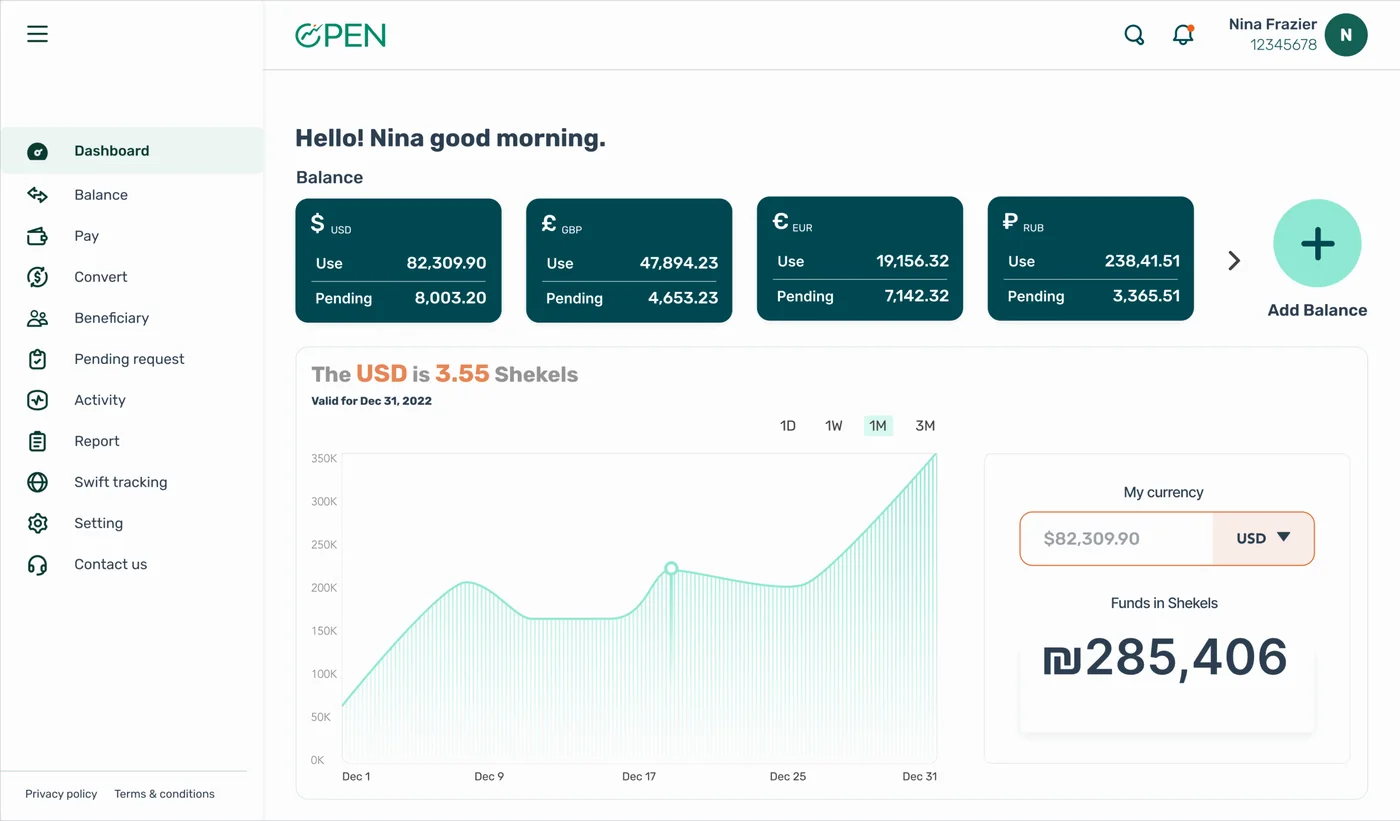 OPEN
Nina Frazier
12345678
N
Dashboard
Balance
Pay
Convert
Beneficiary
Pending request
Activity
Report
Swift tracking
Setting
Contact us
Privacy policy Terms & conditions
Hello! Nina good morning.
Balance
$ USD
Use 82,309.90
Pending 8,003.20
£ GBP
Use 47,894.23
Pending 4,653.23
€ EUR
Use 19,156.32
Pending 7,142.32
₽ RUB
Use 238,41.51
Pending 3,365.51
Add Balance
The USD is 3.55 Shekels
Valid for Dec 31, 2022
1D 1W 1M 3M
350K
300K
250K
200K
150K
100K
50K
0K
Dec 1 Dec 9 Dec 17 Dec 25 Dec 31
My currency
$82,309.90 USD
Funds in Shekels
₪285,406